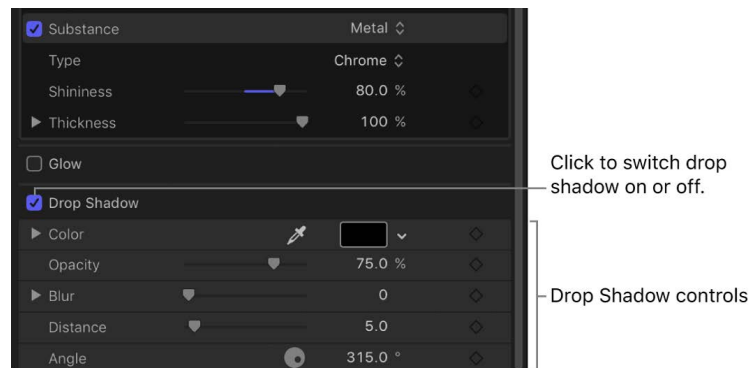 Substance Metal
Type Chrome
Shininess 80.0 %
Thickness 100 %
Glow
Click to switch drop
shadow on or off.
Drop Shadow
Color
Opacity 75.0 %
Blur 0
Drop Shadow controls
Distance 5.0
Angle 315.0 °